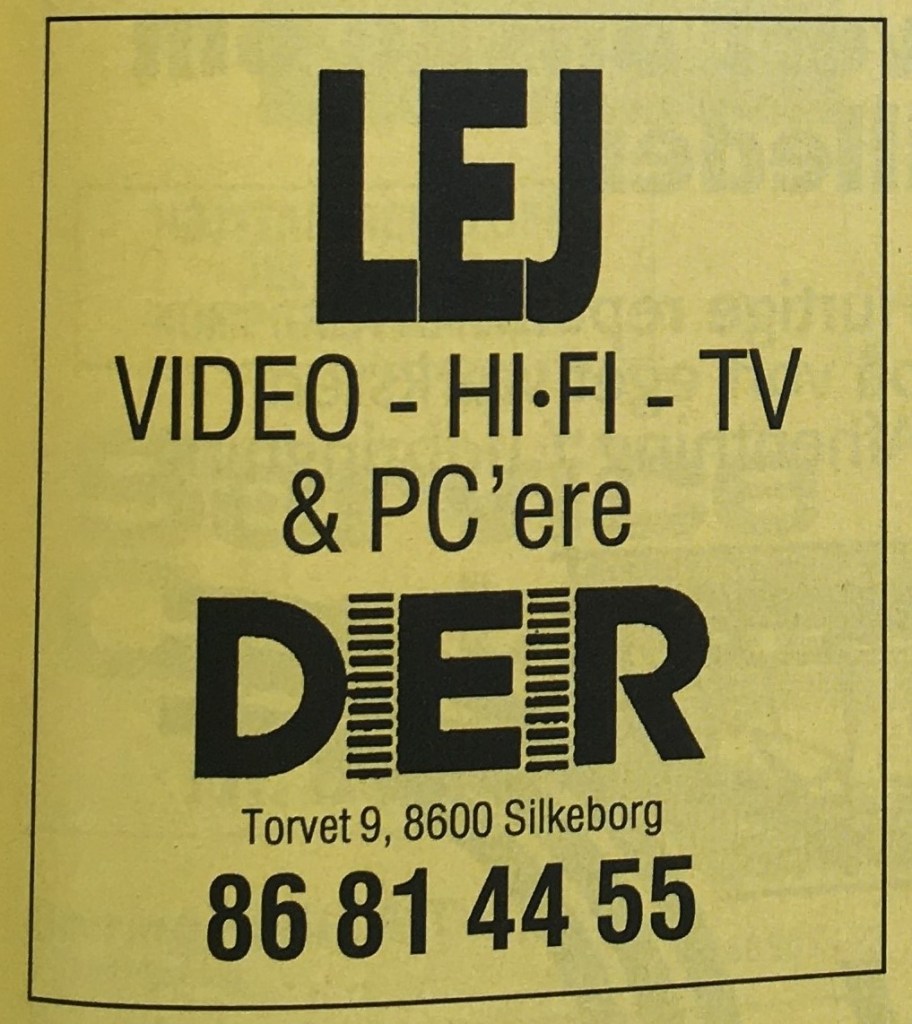 LEJ
VIDEO - HI•FI - TV
& PC'ere
DER
Torvet 9, 8600 Silkeborg
86 81 44 55